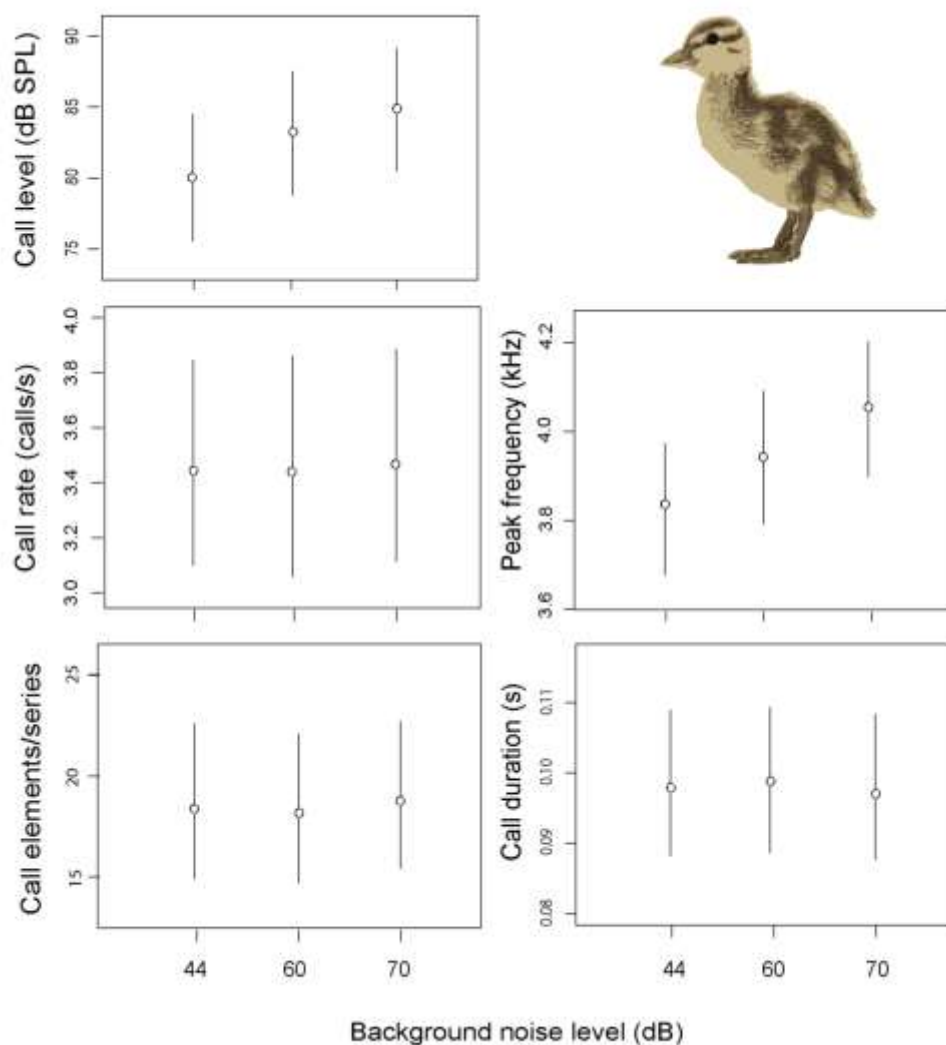 Call level (dB SPL)
90
85
80
75
Call rate (calls/s)
4.0
3.8
3.6
3.4
3.2
3.0
Peak frequency (kHz)
4.2
4.0
3.8
3.6
Call elements/series
25
20
15
44 60 70
Call duration (s)
0.11
0.10
0.09
0.08
44 60 70
Background noise level (dB)